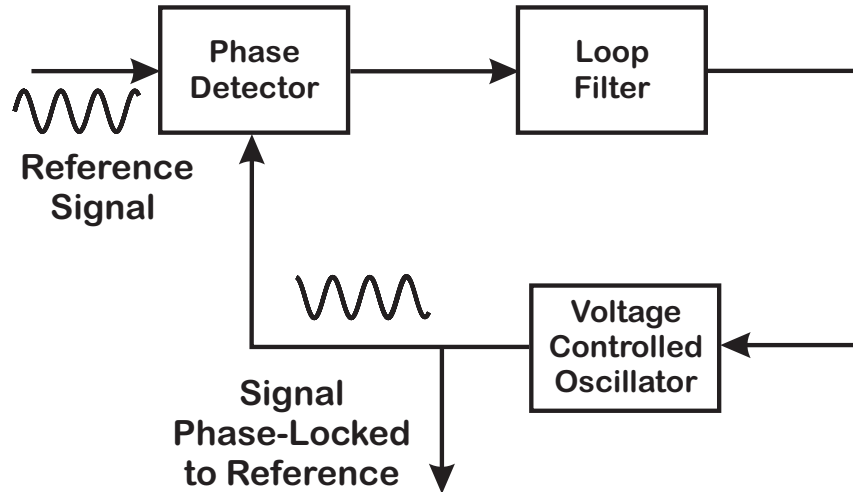 Phase
Detector
Loop
Filter
Reference
Signal
Voltage
Controlled
Oscillator
Signal
Phase-Locked
to Reference